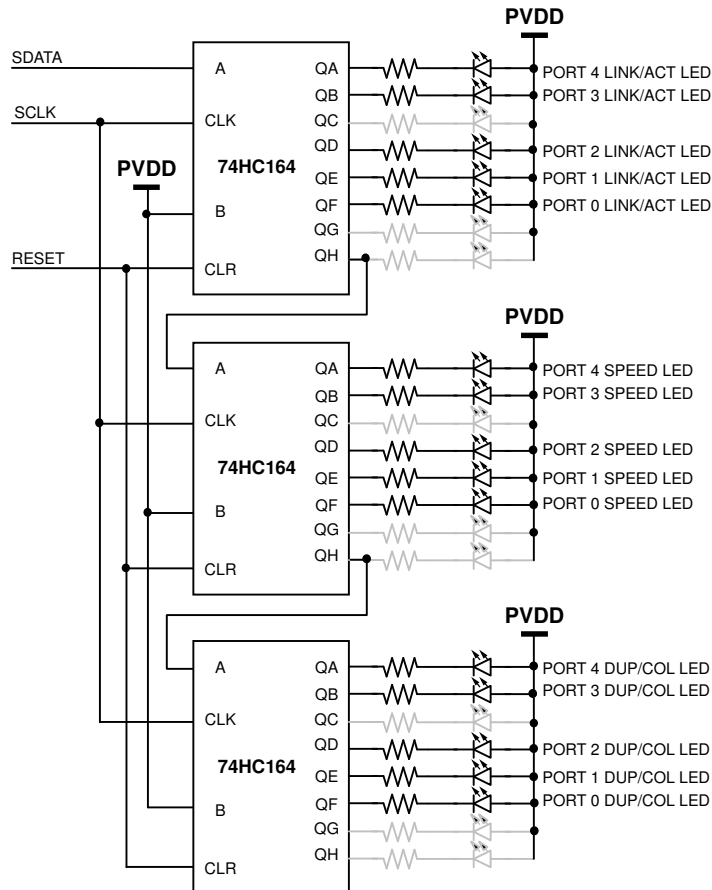 PVDD
SDATA
A
QA
PORT 4 LINK/ACT LED
QB
PORT 3 LINK/ACT LED
SCLK
CLK
QC
QD
PORT 2 LINK/ACT LED
PVDD
74HC164
QE
PORT 1 LINK/ACT LED
B
QF
PORT 0 LINK/ACT LED
QG
RESET
CLR
QH
PVDD
A
QA
PORT 4 SPEED LED
QB
PORT 3 SPEED LED
CLK
QC
QD
PORT 2 SPEED LED
74HC164
QE
PORT 1 SPEED LED
B
QF
PORT 0 SPEED LED
QG
CLR
QH
PVDD
A
QA
PORT 4 DUP/COL LED
QB
PORT 3 DUP/COL LED
CLK
QC
QD
PORT 2 DUP/COL LED
74HC164
QE
PORT 1 DUP/COL LED
B
QF
PORT 0 DUP/COL LED
QG
CLR
QH